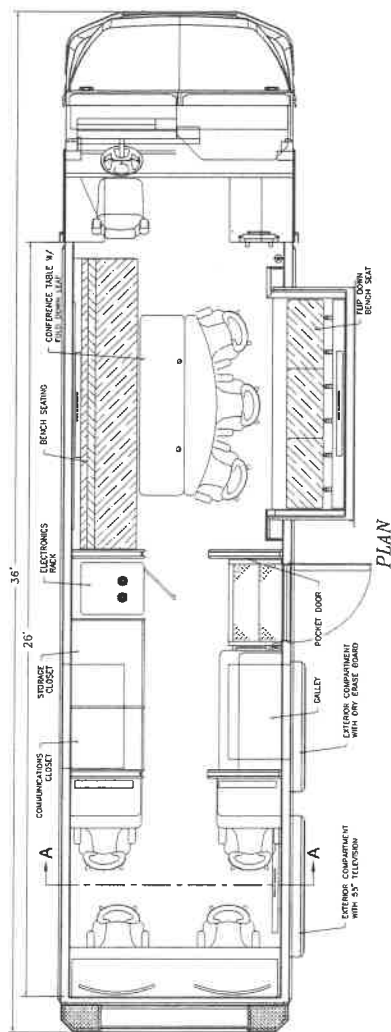 36'
26'
CONFERENCE TABLE W/
FOLD DOWN LEAF
BENCH SEATING
ELECTRONICS
RACK
STORAGE
CLOSET
COMMUNICATIONS
CLOSET
A
A
FLIP DOWN
BENCH SEAT
POCKET DOOR
GALLEY
EXTERIOR COMPARTMENT
WITH DRY ERASE BOARD
EXTERIOR COMPARTMENT
WITH 55" TELEVISION
PLAN